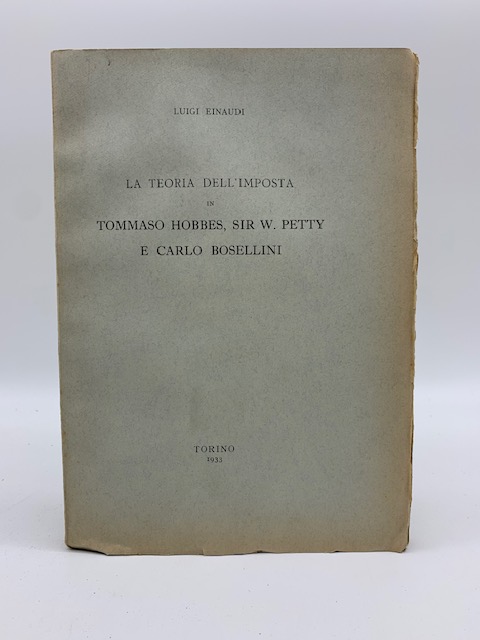 LUIGI EINAUDI
LA TEORIA DELL'IMPOSTA
IN
TOMMASO HOBBES, SIR W. PETTY
E CARLO BOSELLINI
TORINO
1933